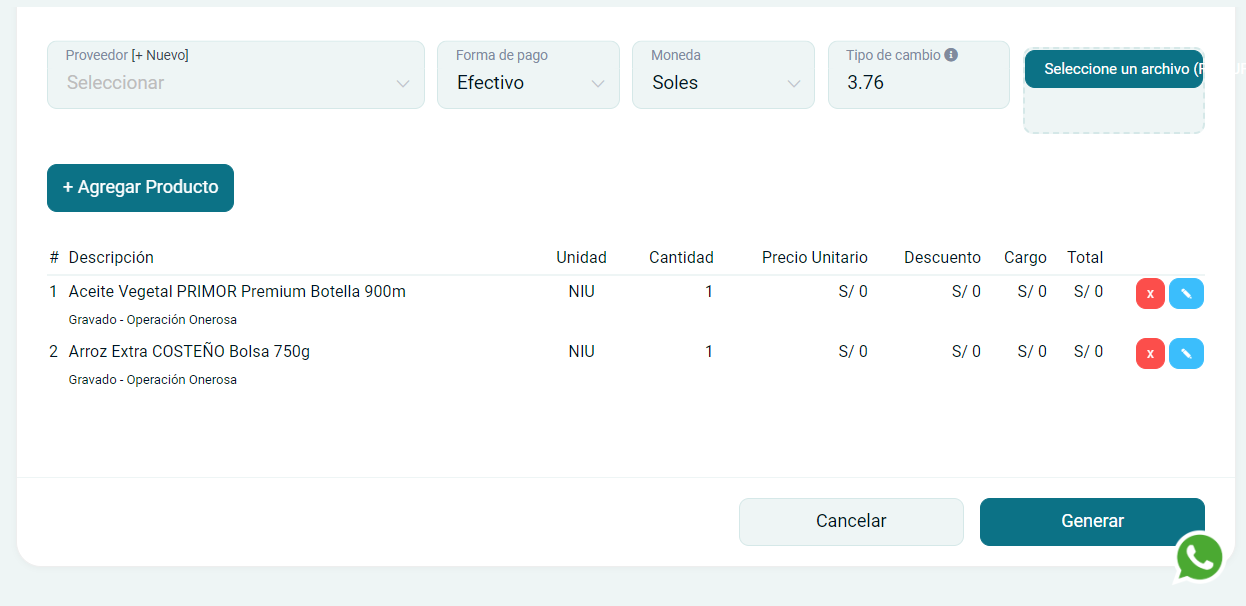 Proveedor [+ Nuevo]
Seleccionar
Forma de pago
Efectivo
Moneda
Soles
Tipo de cambio
3.76
Seleccione un archivo
+ Agregar Producto
# Descripción Unidad Cantidad Precio Unitario Descuento Cargo Total
1 Aceite Vegetal PRIMOR Premium Botella 900m NIU 1 S/ 0 S/ 0 S/ 0 S/ 0 x
Gravado - Operación Onerosa
2 Arroz Extra COSTEÑO Bolsa 750g NIU 1 S/ 0 S/ 0 S/ 0 S/ 0 x
Gravado - Operación Onerosa
Cancelar
Generar